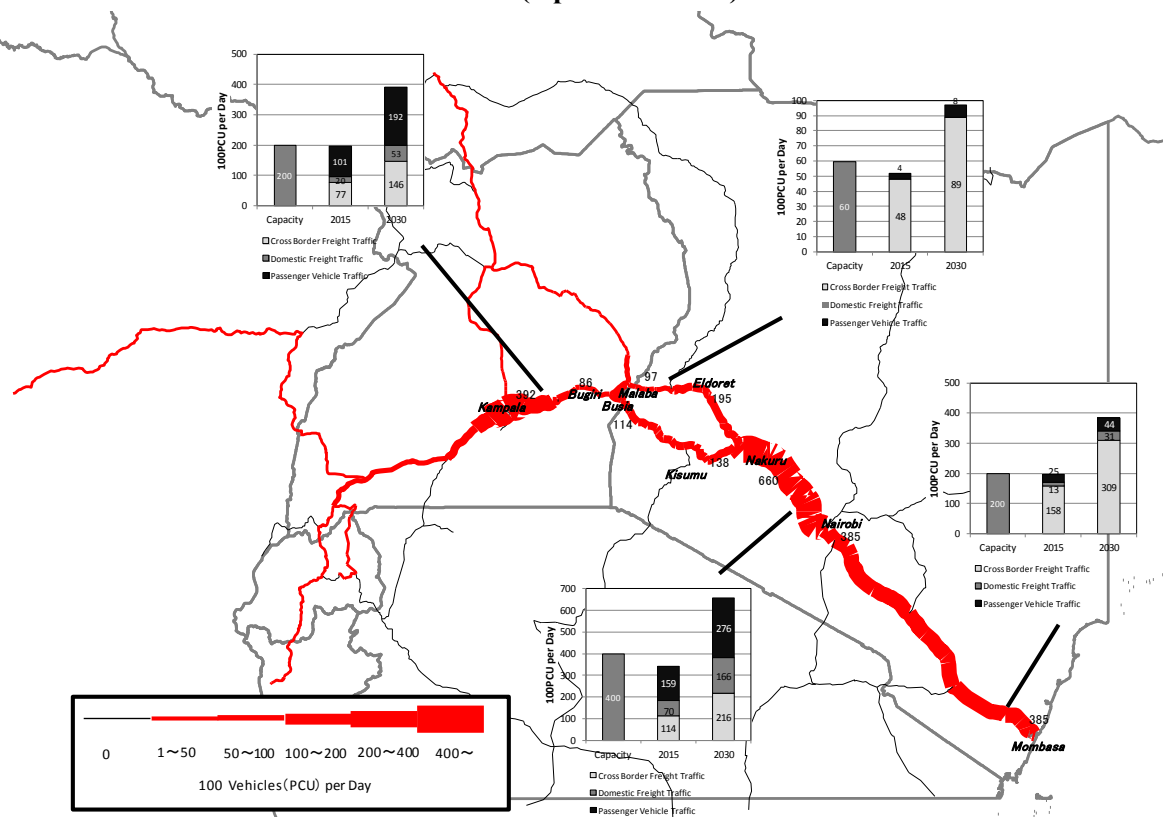 500
400
300
200
100
0
100PCU per Day
200
101
20
77
192
53
146
Capacity
2015
2030
Cross Border Freight Traffic
Domestic Freight Traffic
Passenger Vehicle Traffic
100
90
80
70
60
50
40
30
20
10
0
100PCU per Day
60
4
48
8
89
Capacity
2015
2030
Cross Border Freight Traffic
Domestic Freight Traffic
Passenger Vehicle Traffic
392
Kampala
86
Bugiri
Busia
114
Malaba
97
Eldoret
195
Kisumu
138
Nakuru
660
Nairobi
385
385
Mombasa
500
400
300
200
100
0
100PCU per Day
200
25
13
158
44
31
309
Capacity
2015
2030
Cross Border Freight Traffic
Domestic Freight Traffic
Passenger Vehicle Traffic
700
600
500
400
300
200
100
0
100PCU per Day
400
159
70
114
276
166
216
Capacity
2015
2030
Cross Border Freight Traffic
Domestic Freight Traffic
Passenger Vehicle Traffic
0 1～50 50～100 100～200 200～400 400～
100 Vehicles(PCU) per Day